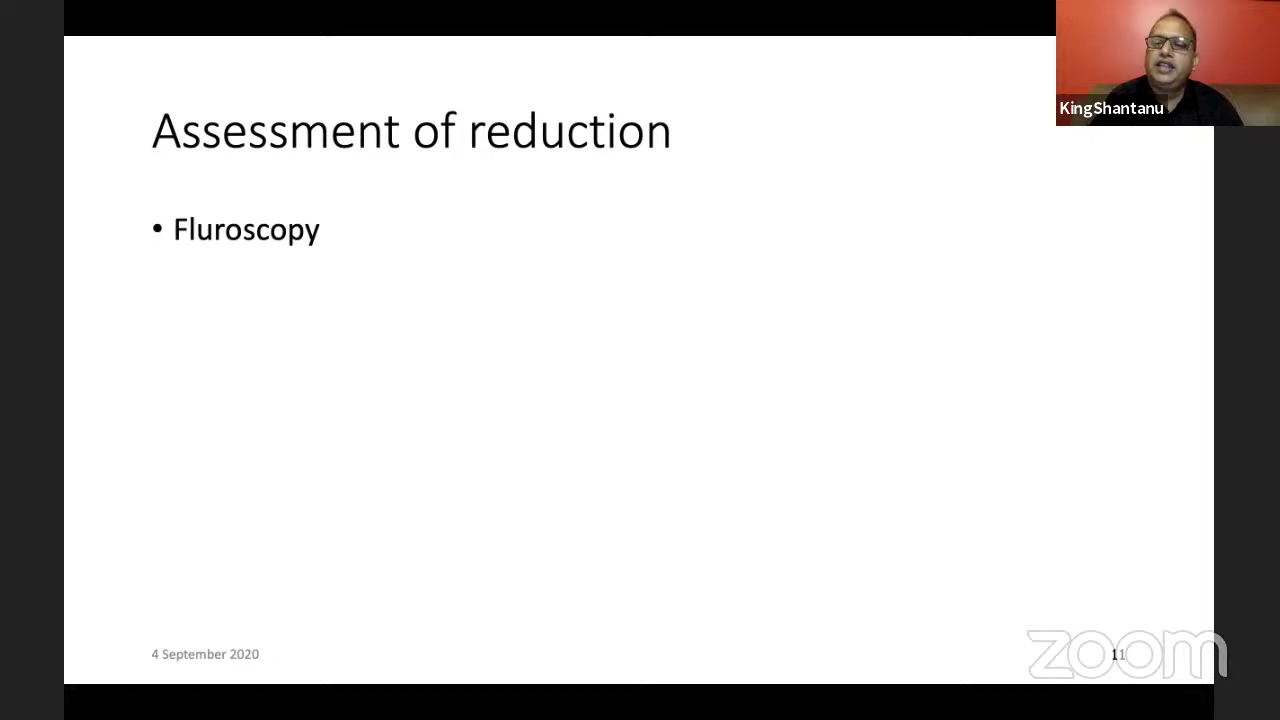 KingShantanu
Assessment of reduction
• Fluroscopy
4 September 2020
11
zoom